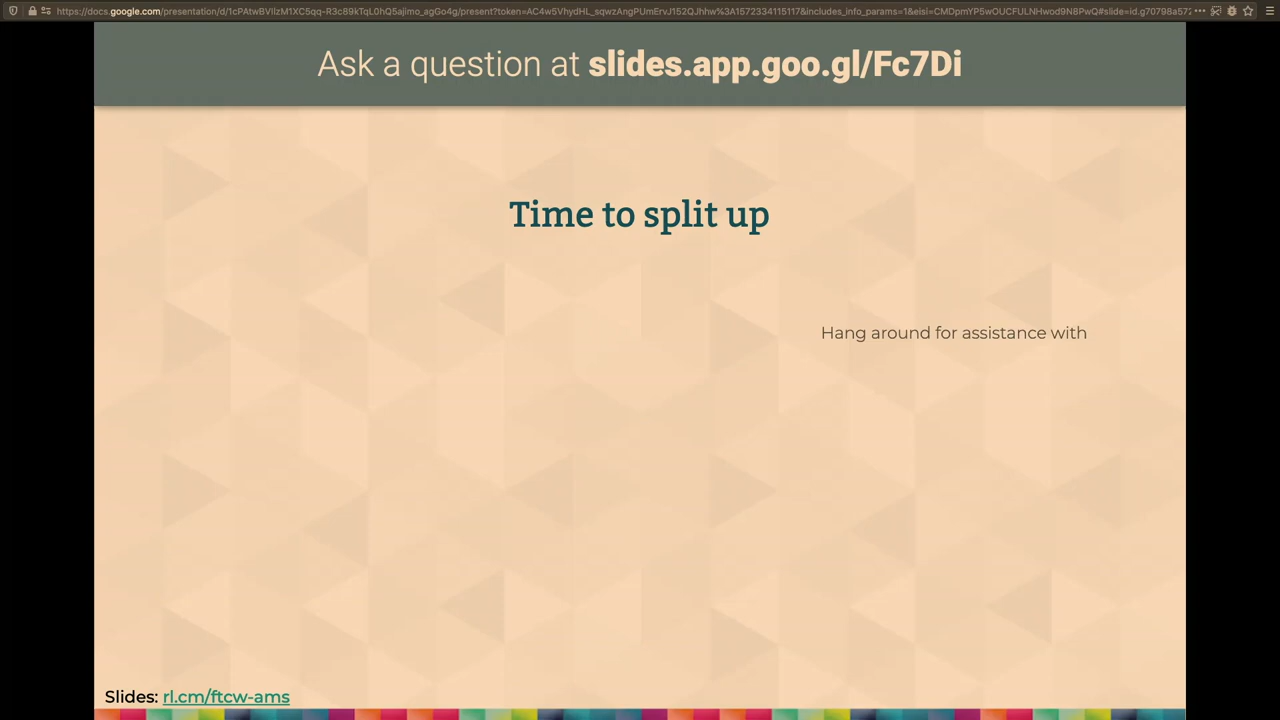 Ask a question at slides.app.goo.gl/Fc7Di
Time to split up
Hang around for assistance with
Slides: rl.cm/ftcw-ams